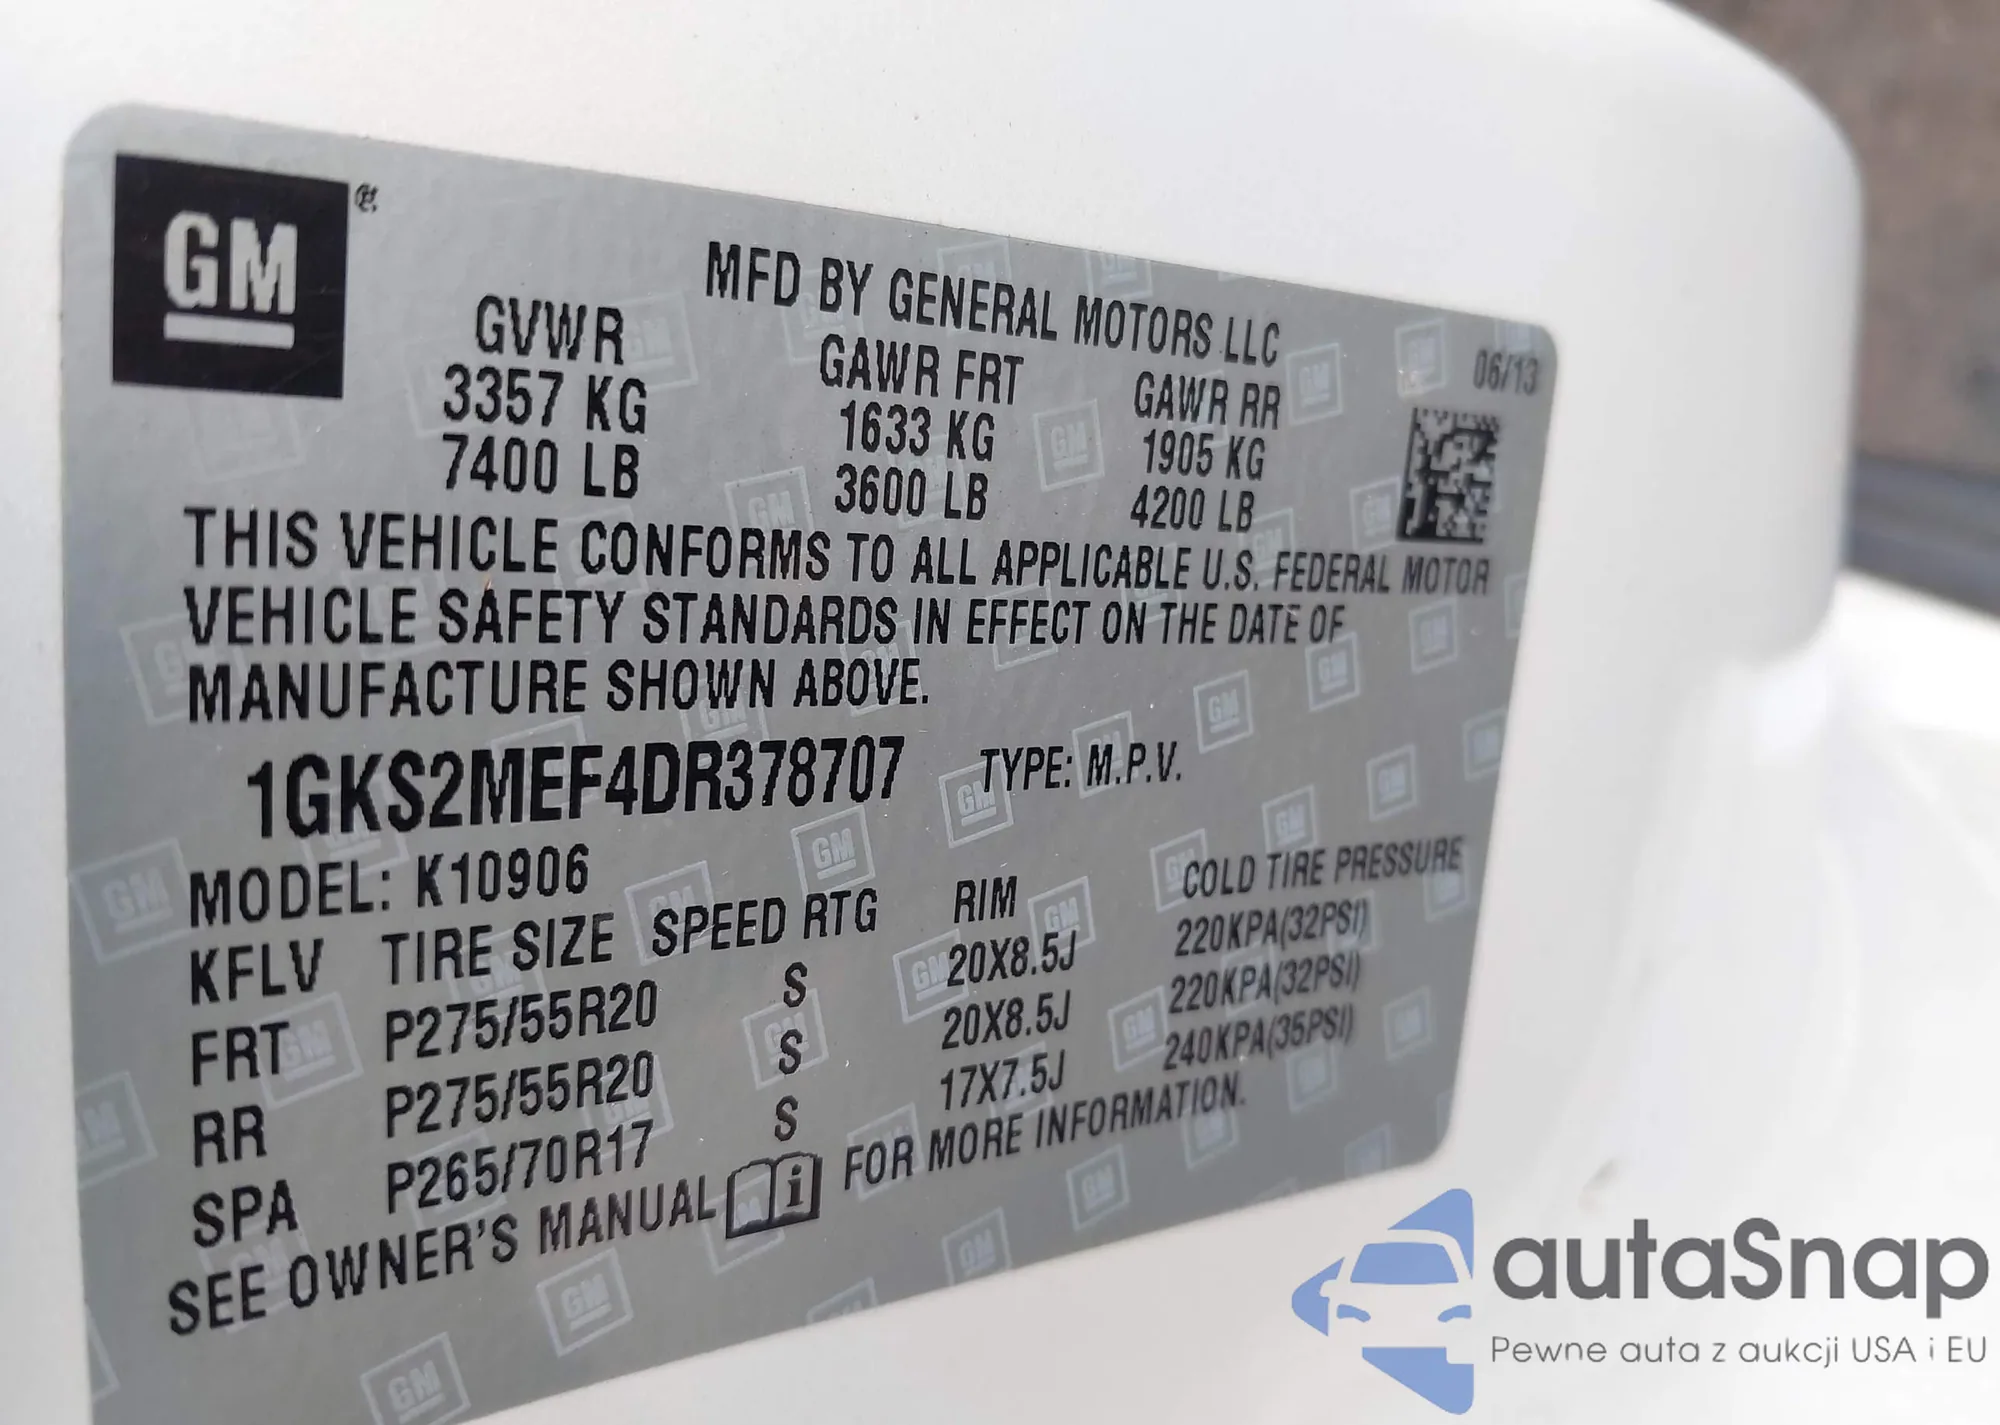 GM
MFD BY GENERAL MOTORS LLC
06/13
GVWR GAWR FRT GAWR RR
3357 KG 1633 KG 1905 KG
7400 LB 3600 LB 4200 LB
THIS VEHICLE CONFORMS TO ALL APPLICABLE U.S. FEDERAL MOTOR
VEHICLE SAFETY STANDARDS IN EFFECT ON THE DATE OF
MANUFACTURE SHOWN ABOVE.
1GKS2MEF4DR378707 TYPE: M.P.V.
MODEL: K10906
KFLV TIRE SIZE SPEED RTG RIM COLD TIRE PRESSURE
FRT P275/55R20 S 20X8.5J 220KPA(32PSI)
RR P275/55R20 S 20X8.5J 220KPA(32PSI)
SPA P265/70R17 S 17X7.5J 240KPA(35PSI)
SEE OWNER'S MANUAL i FOR MORE INFORMATION.
autaSnap
Pewne auta z aukcji USA i EU